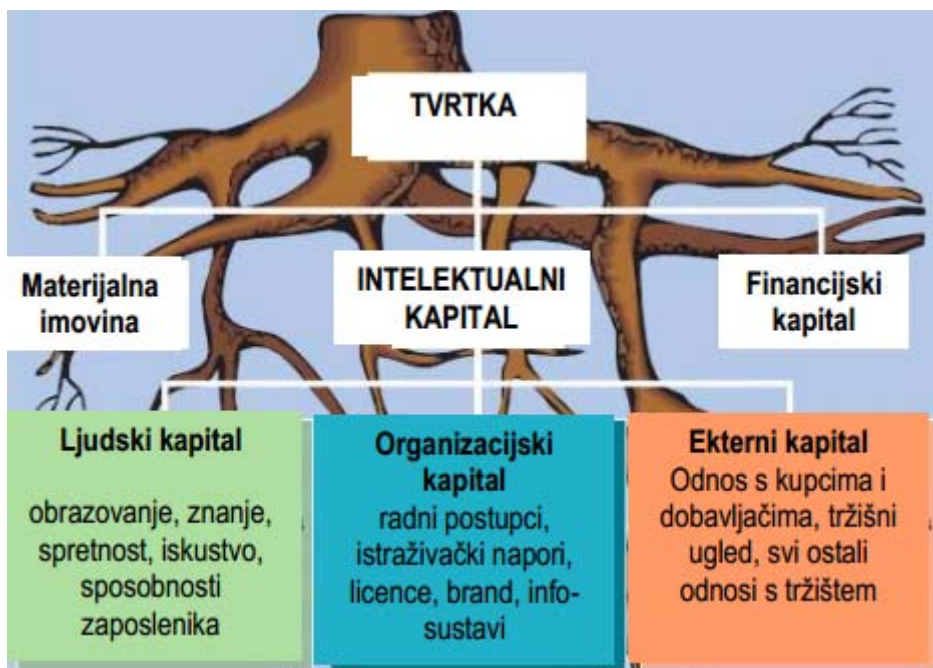 TVRTKA
Materijalna
imovina
INTELEKTUALNI
KAPITAL
Financijski
kapital
Ljudski kapital
obrazovanje, znanje,
spretnost, iskustvo,
sposobnosti
zaposlenika
Organizacijski
kapital
radni postupci,
istraživački napori,
licence, brand, info-
sustavi
Ekterni kapital
Odnos s kupcima i
dobavljačima, tržišni
ugled, svi ostali
odnosi s tržištem